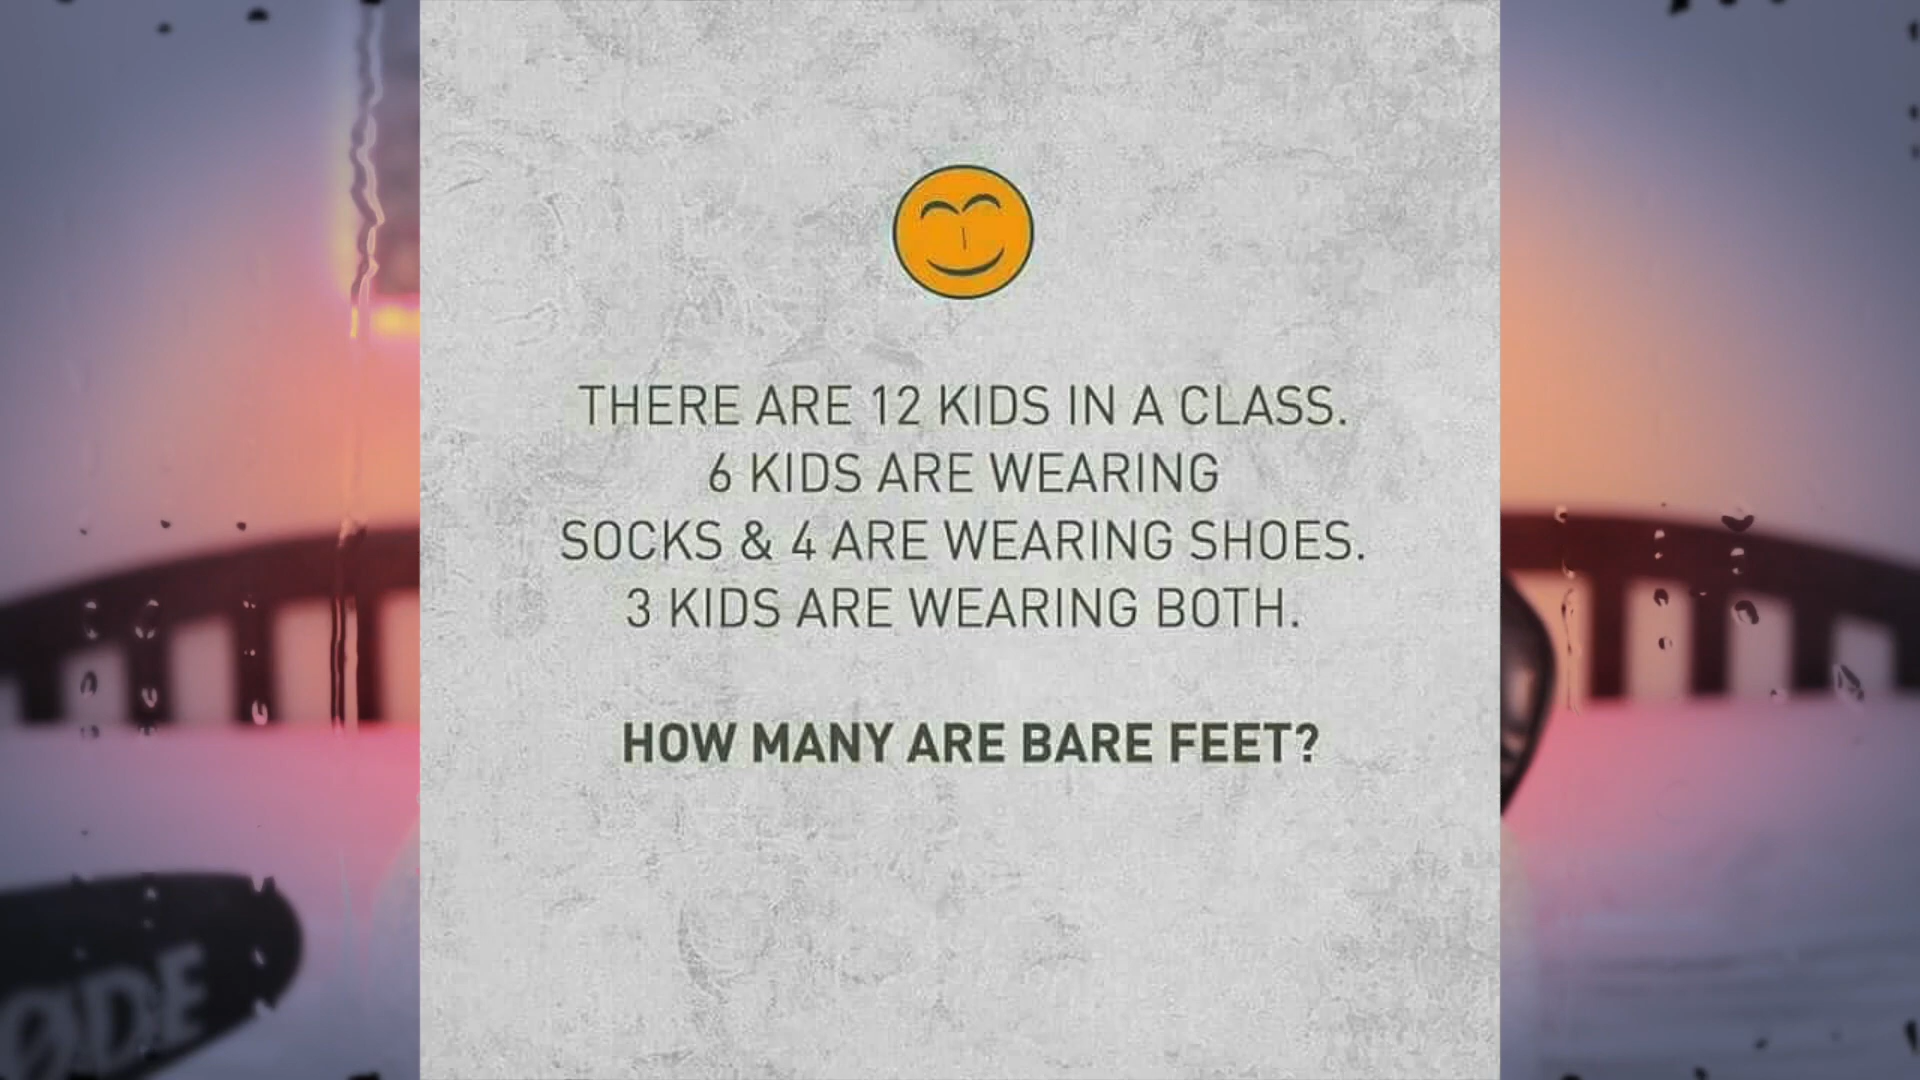 THERE ARE 12 KIDS IN A CLASS.
6 KIDS ARE WEARING
SOCKS & 4 ARE WEARING SHOES.
3 KIDS ARE WEARING BOTH.
HOW MANY ARE BARE FEET?